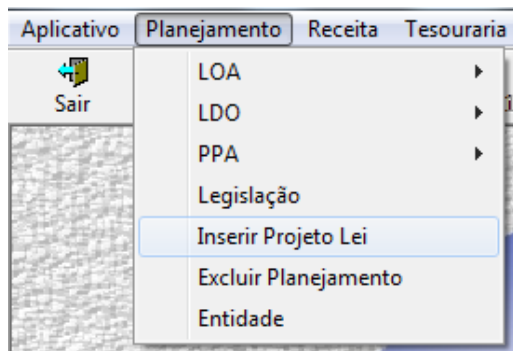 Aplicativo Planejamento Receita Tesouraria
Sair
LOA
LDO
PPA
Legislação
Inserir Projeto Lei
Excluir Planejamento
Entidade